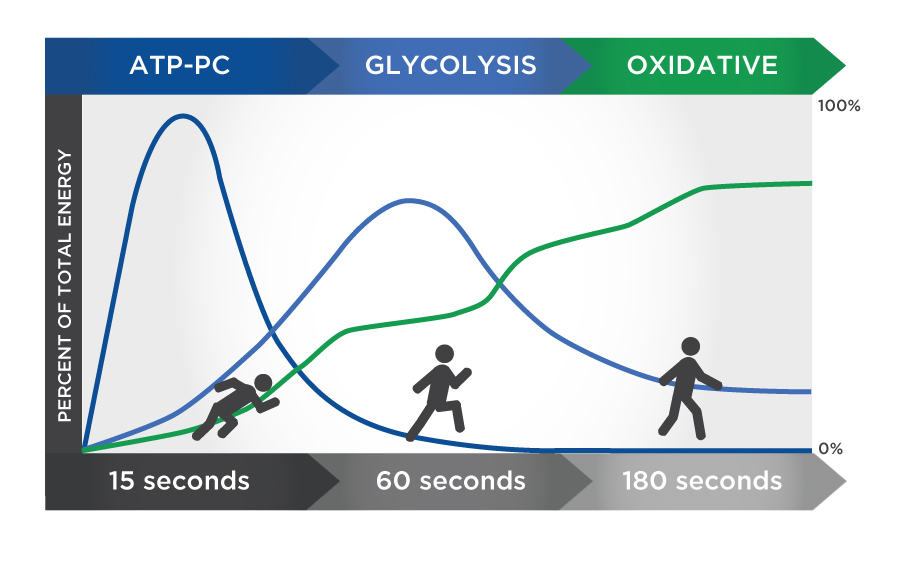 ATP-PC
GLYCOLYSIS
OXIDATIVE
100%
PERCENT OF TOTAL ENERGY
0%
15 seconds
60 seconds
180 seconds